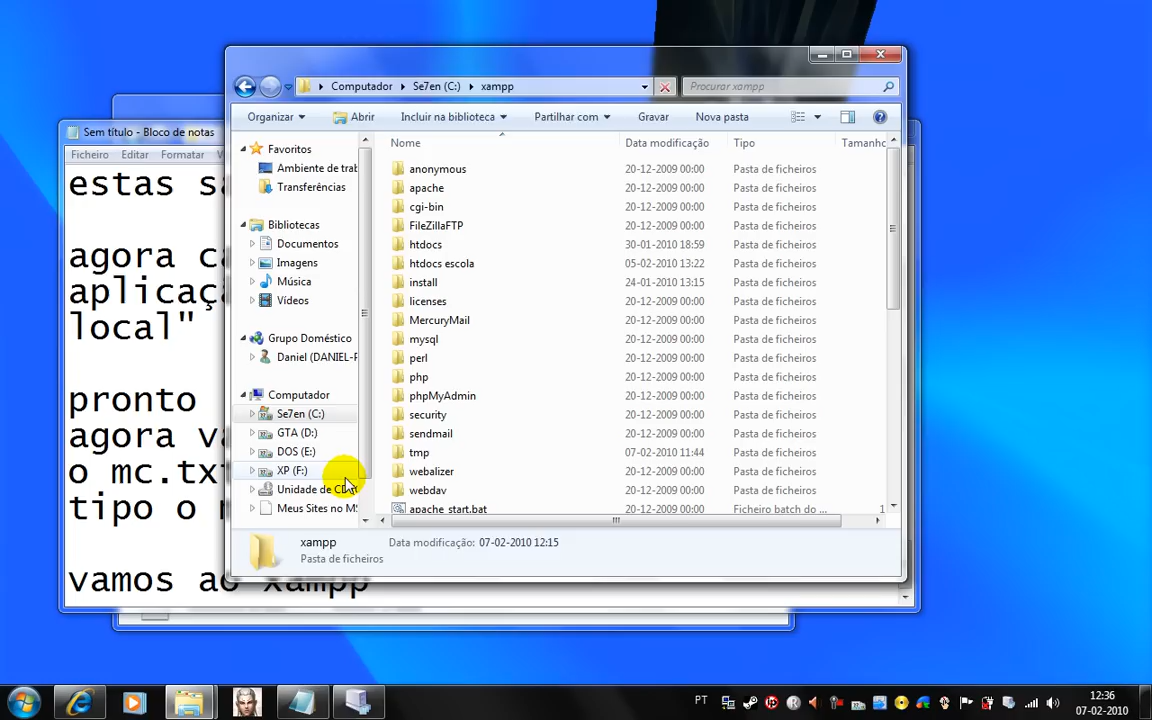 Computador Se7en (C:) xampp
Procurar xampp
Organizar Abrir Incluir na biblioteca Partilhar com Gravar Nova pasta
Sem título - Bloco de notas
Ficheiro Editar Formatar
estas
agora
aplicaçã
local"
pronto
agora
o mc.txt
tipo o
vamos ao xampp
Favoritos
Ambiente de trab
Transferências
Bibliotecas
Documentos
Imagens
Música
Vídeos
Grupo Doméstico
Daniel (DANIEL-P
Computador
Se7en (C:)
GTA (D:)
DOS (E:)
XP (F:)
Unidade de CD
Meus Sites no MS
Nome Data modificação Tipo Tamanho
anonymous 20-12-2009 00:00 Pasta de ficheiros
apache 20-12-2009 00:00 Pasta de ficheiros
cgi-bin 20-12-2009 00:00 Pasta de ficheiros
FileZillaFTP 20-12-2009 00:00 Pasta de ficheiros
htdocs 30-01-2010 18:59 Pasta de ficheiros
htdocs escola 05-02-2010 13:22 Pasta de ficheiros
install 24-01-2010 13:15 Pasta de ficheiros
licenses 20-12-2009 00:00 Pasta de ficheiros
MercuryMail 20-12-2009 00:00 Pasta de ficheiros
mysql 20-12-2009 00:00 Pasta de ficheiros
perl 20-12-2009 00:00 Pasta de ficheiros
php 20-12-2009 00:00 Pasta de ficheiros
phpMyAdmin 20-12-2009 00:00 Pasta de ficheiros
security 20-12-2009 00:00 Pasta de ficheiros
sendmail 20-12-2009 00:00 Pasta de ficheiros
tmp 07-02-2010 11:44 Pasta de ficheiros
webalizer 20-12-2009 00:00 Pasta de ficheiros
webdav 20-12-2009 00:00 Pasta de ficheiros
apache_start.bat 20-12-2009 00:00 Ficheiro batch do ... 1
xampp Data modificação: 07-02-2010 12:15
Pasta de ficheiros
PT
12:36
07-02-2010